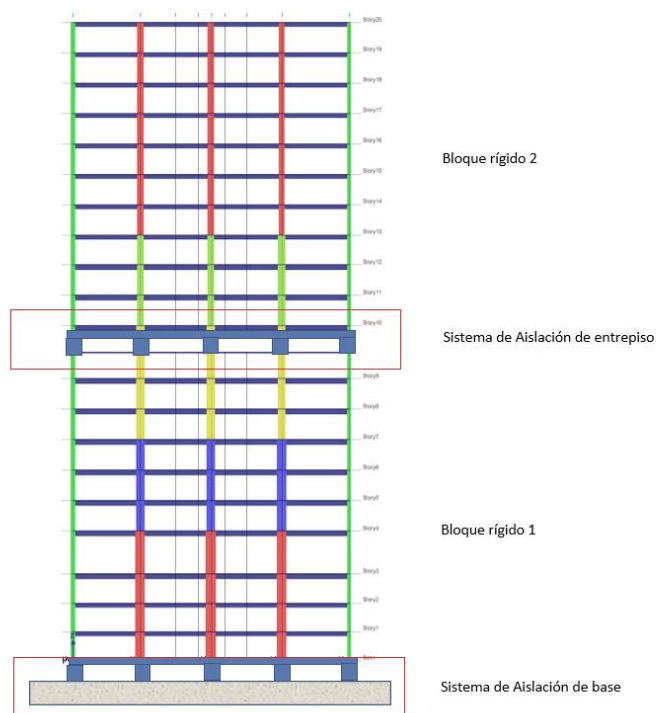 Story20
Story19
Story18
Story17
Story16
Bloque rígido 2
Story15
Story14
Story13
Story12
Story11
Story10
Sistema de Aislación de entrepiso
Story9
Story8
Story7
Story6
Story5
Bloque rígido 1
Story4
Story3
Story2
Story1
Base
Sistema de Aislación de base